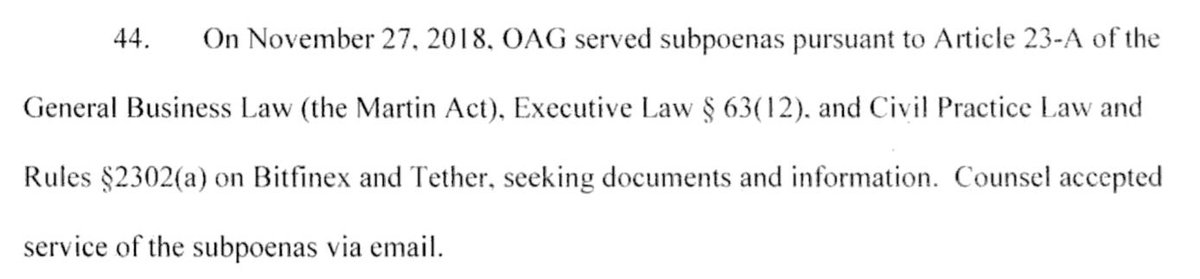 44. On November 27, 2018, OAG served subpoenas pursuant to Article 23-A of the
General Business Law (the Martin Act), Executive Law § 63(12), and Civil Practice Law and
Rules §2302(a) on Bitfinex and Tether, seeking documents and information. Counsel accepted
service of the subpoenas via email.